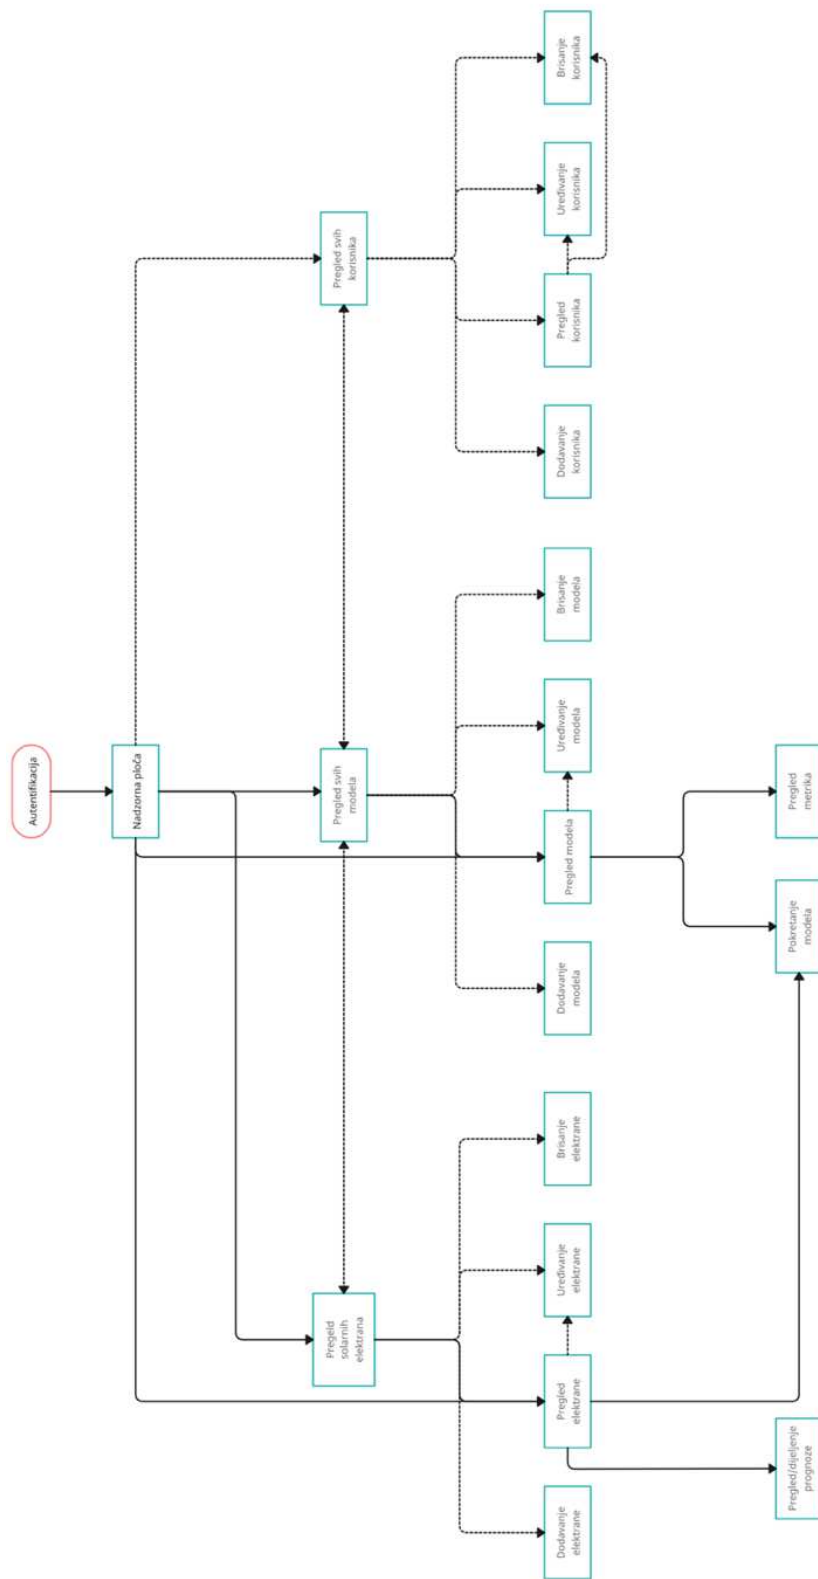 Autentifikacija
Nadzorna ploča
Pregeld
solarnih
elektrana
Pregled svih
modela
Pregled svih
korisnika
Dodavanje
elektrane
Pregled
elektrane
Uređivanje
elektrane
Brisanje
elektrane
Dodavanje
modela
Pregled modela
Uređivanje
modela
Brisanje
modela
Dodavanje
korisnika
Pregled
korisnika
Uređivanje
korisnika
Brisanje
korisnika
Pregled/dijeljenje
prognoze
Pokretanje
modela
Pregled
metrika